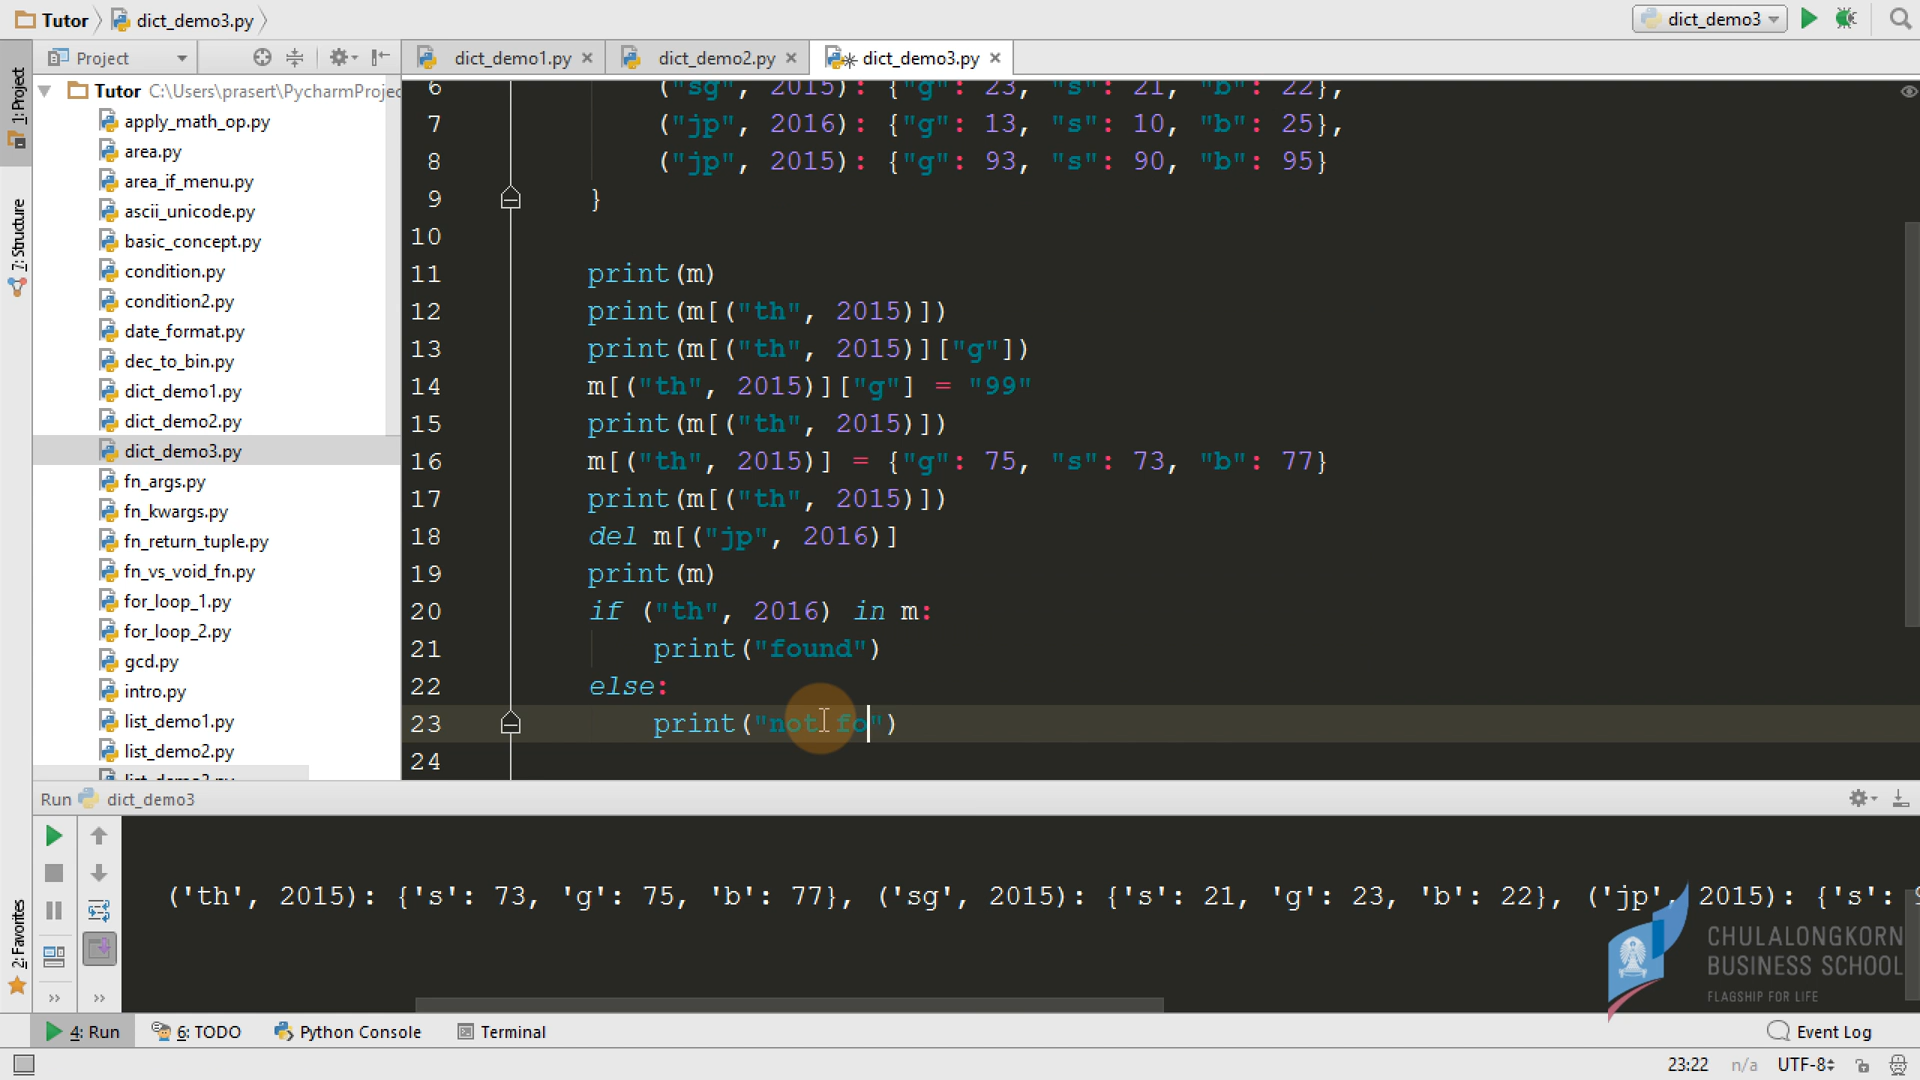 Tutor dict_demo3.py
dict_demo3
1: Project
7: Structure
2: Favorites
Project
dict_demo1.py
dict_demo2.py
dict_demo3.py
Tutor C:\Users\prasert\PycharmProjec
apply_math_op.py
area.py
area_if_menu.py
ascii_unicode.py
basic_concept.py
condition.py
condition2.py
date_format.py
dec_to_bin.py
dict_demo1.py
dict_demo2.py
dict_demo3.py
fn_args.py
fn_kwargs.py
fn_return_tuple.py
fn_vs_void_fn.py
for_loop_1.py
for_loop_2.py
gcd.py
intro.py
list_demo1.py
list_demo2.py
6 ("sg", 2015): {"g": 23, "s": 21, "b": 22},
7 ("jp", 2016): {"g": 13, "s": 10, "b": 25},
8 ("jp", 2015): {"g": 93, "s": 90, "b": 95}
9 }
10
11 print(m)
12 print(m[("th", 2015)])
13 print(m[("th", 2015)]["g"])
14 m[("th", 2015)]["g"] = "99"
15 print(m[("th", 2015)])
16 m[("th", 2015)] = {"g": 75, "s": 73, "b": 77}
17 print(m[("th", 2015)])
18 del m[("jp", 2016)]
19 print(m)
20 if ("th", 2016) in m:
21 print("found")
22 else:
23 print("not fo")
24
Run dict_demo3
('th', 2015): {'s': 73, 'g': 75, 'b': 77}, ('sg', 2015): {'s': 21, 'g': 23, 'b': 22}, ('jp', 2015): {'s':
CHULALONGKORN
BUSINESS SCHOOL
FLAGSHIP FOR LIFE
4: Run 6: TODO Python Console Terminal Event Log
23:22 n/a UTF-8